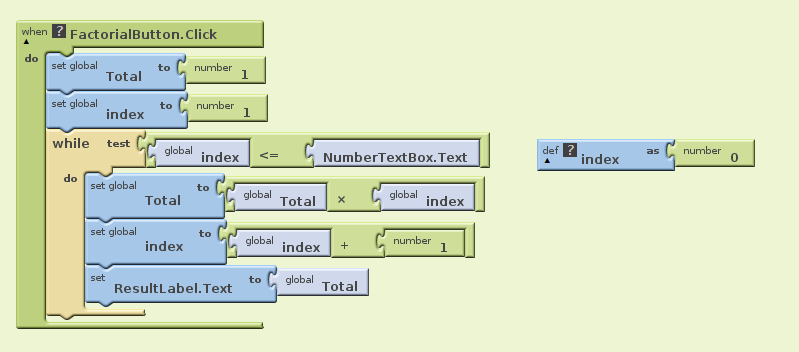 when ? FactorialButton.Click
do
set global Total to number 1
set global index to number 1
while test global index <= NumberTextBox.Text
do
set global Total to global Total × global index
set global index to global index + number 1
set ResultLabel.Text to global Total
def ? index as number 0